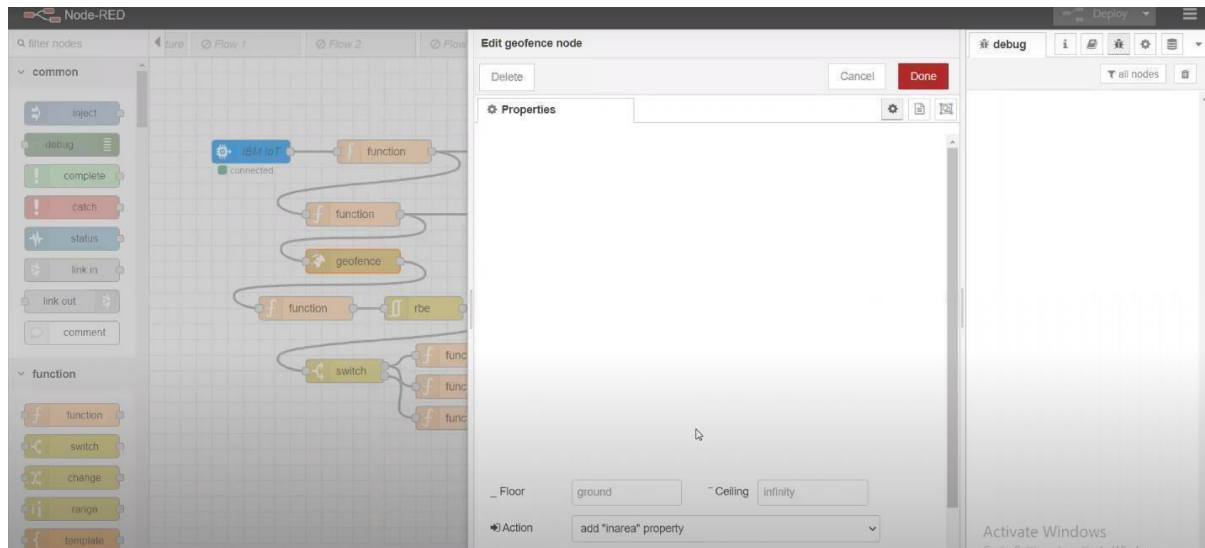 Node-RED
Deploy
filter nodes
ture
Flow 1
Flow 2
Flow
Edit geofence node
debug
i
Delete
Cancel
Done
all nodes
Properties
common
inject
debug
complete
catch
status
link in
link out
comment
function
function
switch
change
range
template
IBM IoT
connected
function
function
geofence
function
rbe
switch
func
func
func
_ Floor
ground
Ceiling
infinity
Action
add "inarea" property
Activate Windows